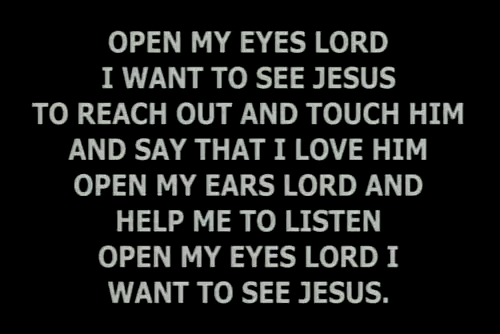 OPEN MY EYES LORD
I WANT TO SEE JESUS
TO REACH OUT AND TOUCH HIM
AND SAY THAT I LOVE HIM
OPEN MY EARS LORD AND
HELP ME TO LISTEN
OPEN MY EYES LORD I
WANT TO SEE JESUS.